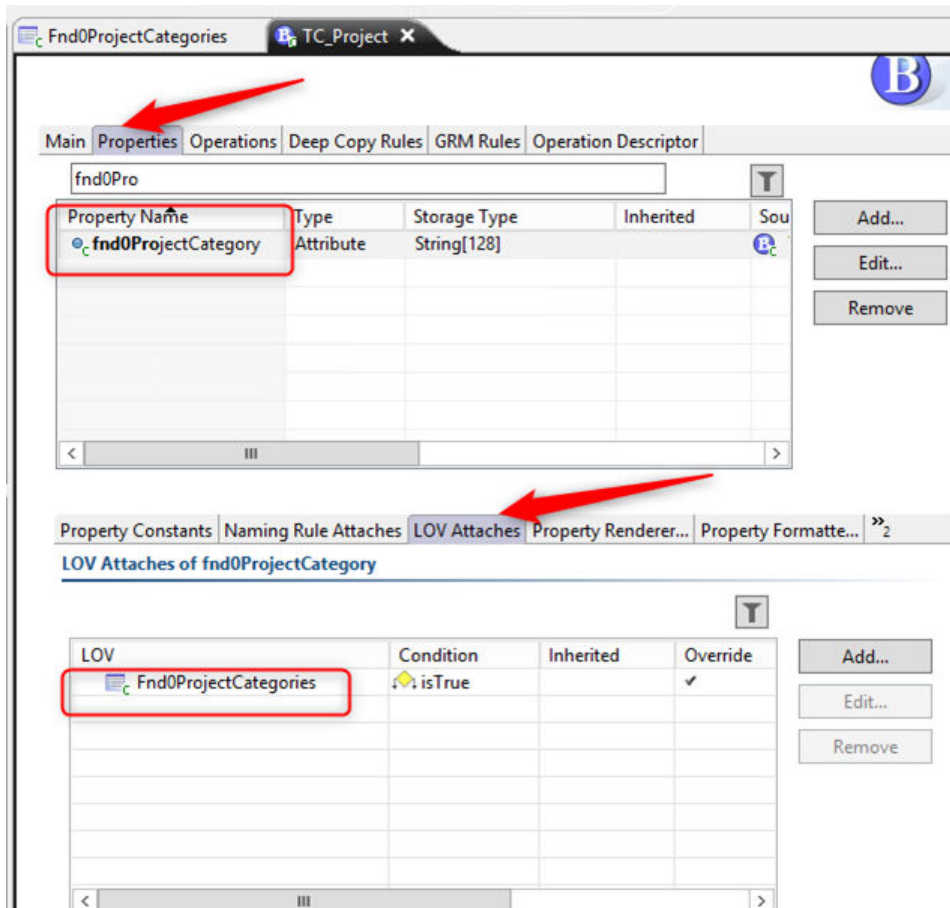 Fnd0ProjectCategories TC_Project
B
Main Properties Operations Deep Copy Rules GRM Rules Operation Descriptor
fnd0Pro
Property Name Type Storage Type Inherited Sou Add...
fnd0ProjectCategory Attribute String[128]
Edit...
Remove
Property Constants Naming Rule Attaches LOV Attaches Property Renderer... Property Formatte... »2
LOV Attaches of fnd0ProjectCategory
LOV Condition Inherited Override Add...
Fnd0ProjectCategories isTrue
Edit...
Remove